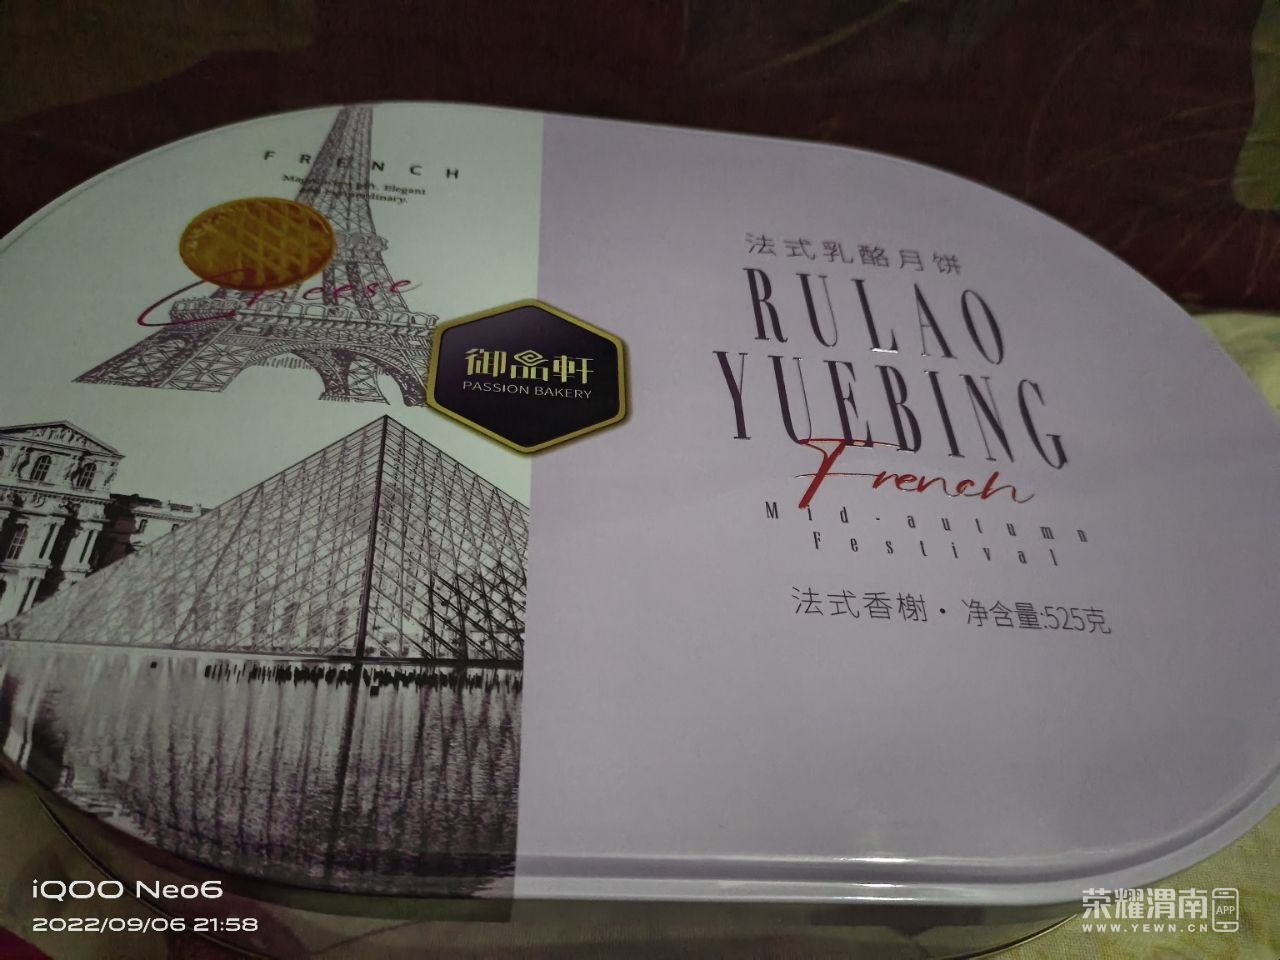 FRENCH
Elegant
Cheese
御品軒
PASSION BAKERY
法式乳酪月饼
RULAO
YUEBING
French
Mid-autumn
Festival
法式香榭·净含量:525克
iQOO Neo6
2022/09/06 21:58
荣耀渭南 APP
WWW.YEWN.CN